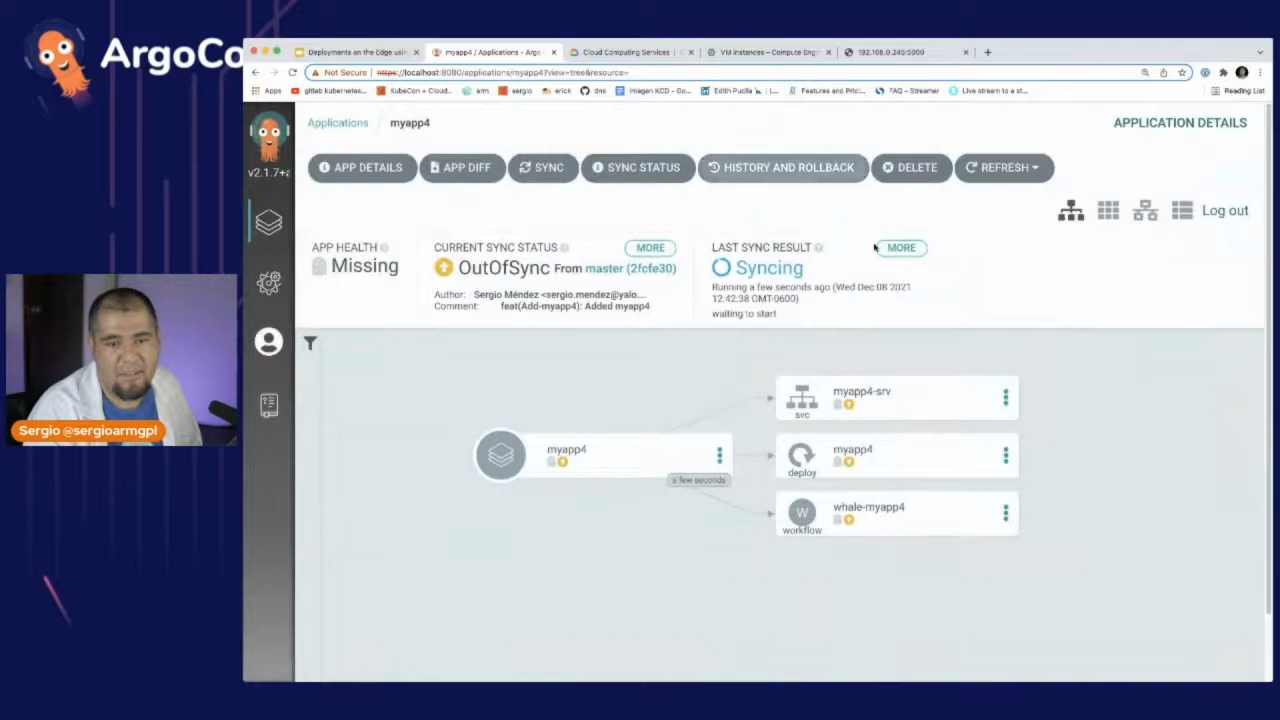 ArgoCo
Deployments on the Edge usin
myapp4 / Applications - Argo
Cloud Computing Services
VM instances – Compute Eng
192.168.0.245:5000
Not Secure
https://localhost:8080/applications/myapp4?view=tree&resource=
Apps
gitlab kubernetes...
KubeCon + Cloud...
arm
sergio
erick
dns
Imagen KCD - Go...
Features and Prici...
FAQ – Streamer
Live stream to a st...
Reading List
v2.1.7+a
Applications / myapp4
APPLICATION DETAILS
APP DETAILS
APP DIFF
SYNC
SYNC STATUS
HISTORY AND ROLLBACK
DELETE
REFRESH
Log out
APP HEALTH
Missing
CURRENT SYNC STATUS
MORE
OutOfSync From master (2fcfe30)
Author: Sergio Méndez <sergio.mendez@yalo....
Comment: feat(Add-myapp4): Added myapp4
LAST SYNC RESULT
MORE
Syncing
Running a few seconds ago (Wed Dec 08 2021
12:42:38 GMT-0600)
waiting to start
myapp4
a few seconds
svc
myapp4-srv
deploy
myapp4
W
workflow
whale-myapp4
Sergio @sergioarmgpl